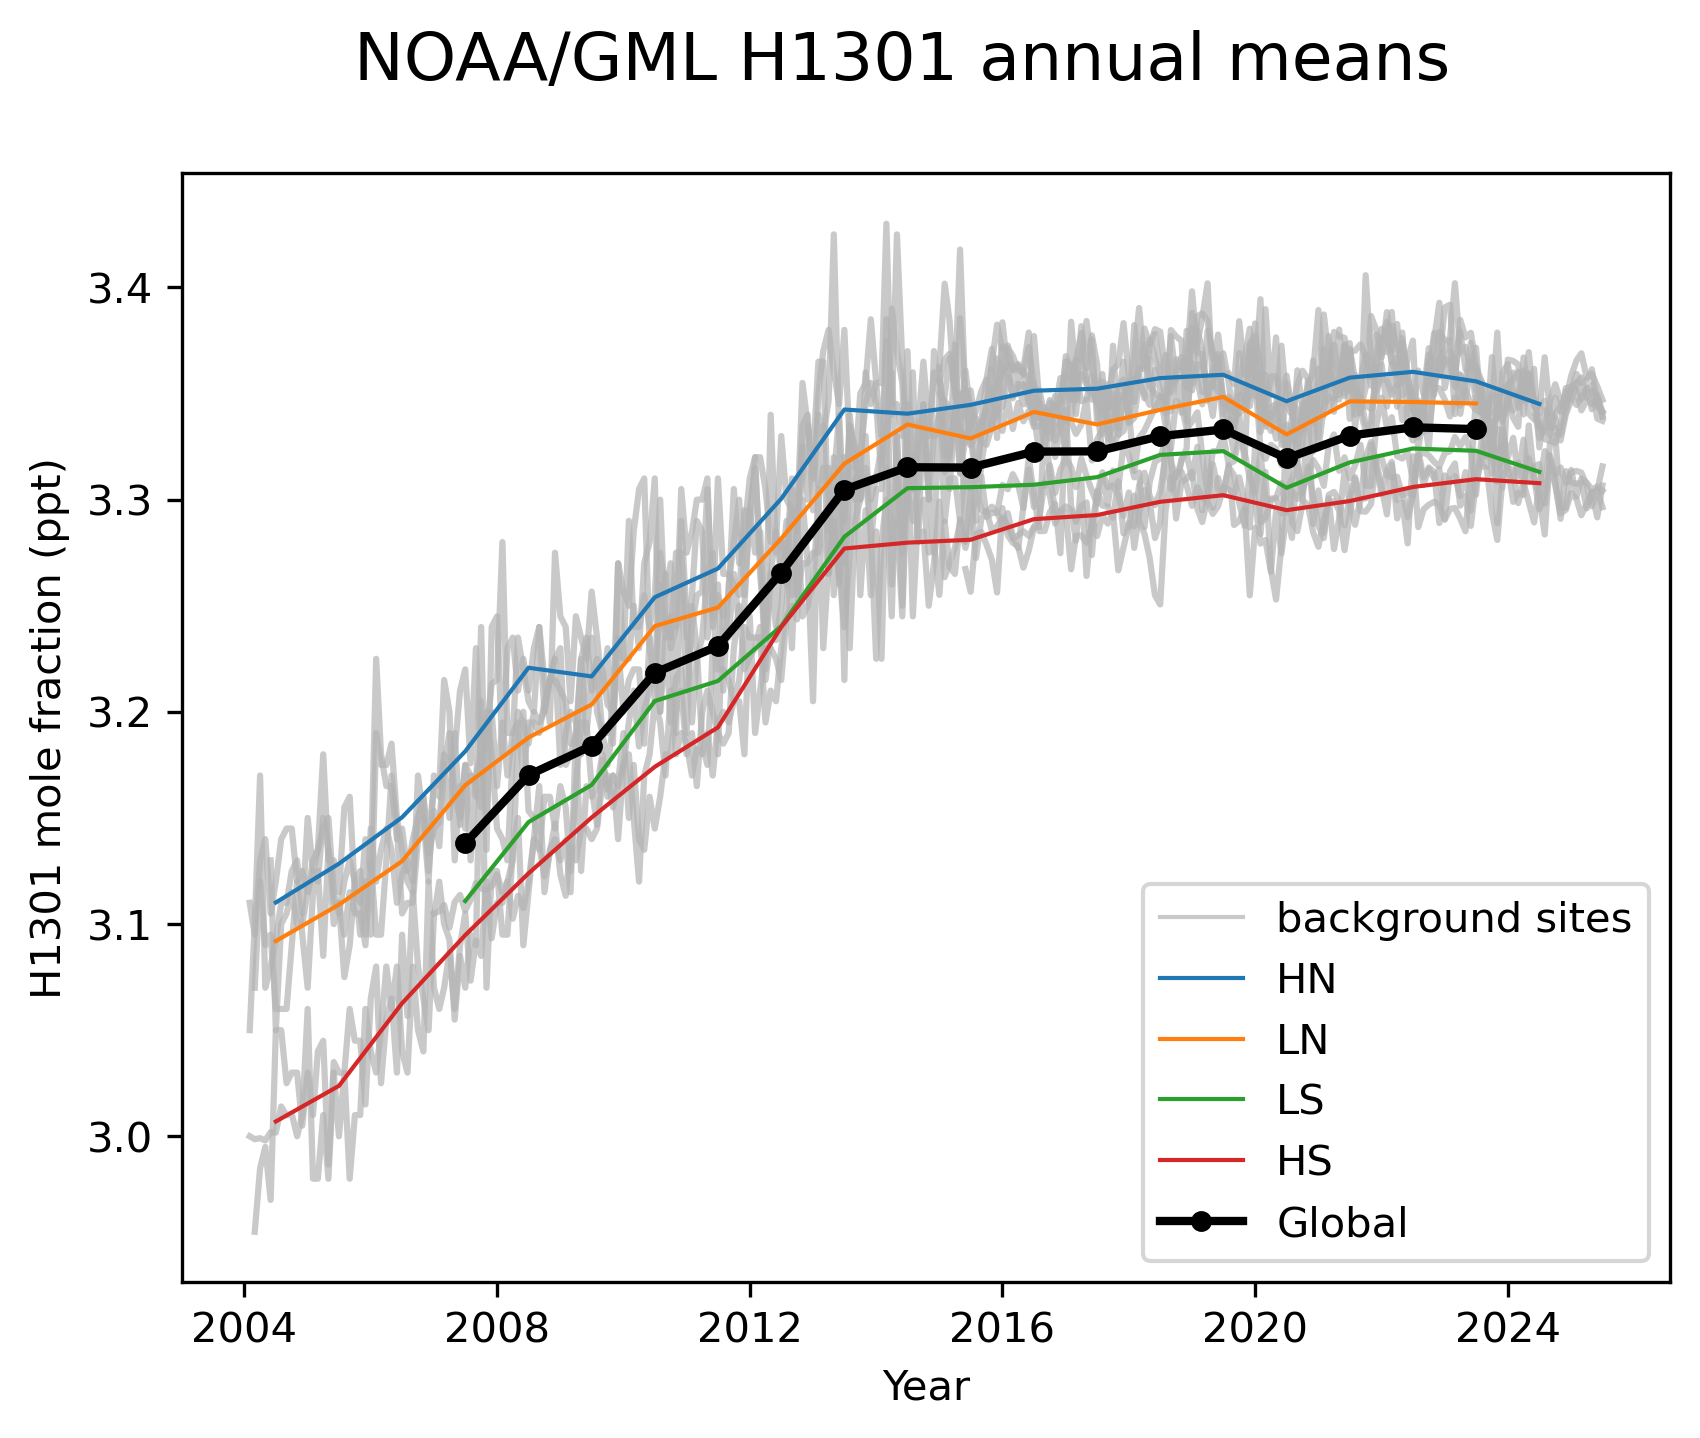 NOAA/GML H1301 annual means
H1301 mole fraction (ppt)
3.4
3.3
3.2
3.1
3.0
background sites
HN
LN
LS
HS
Global
2004 2008 2012 2016 2020 2024
Year